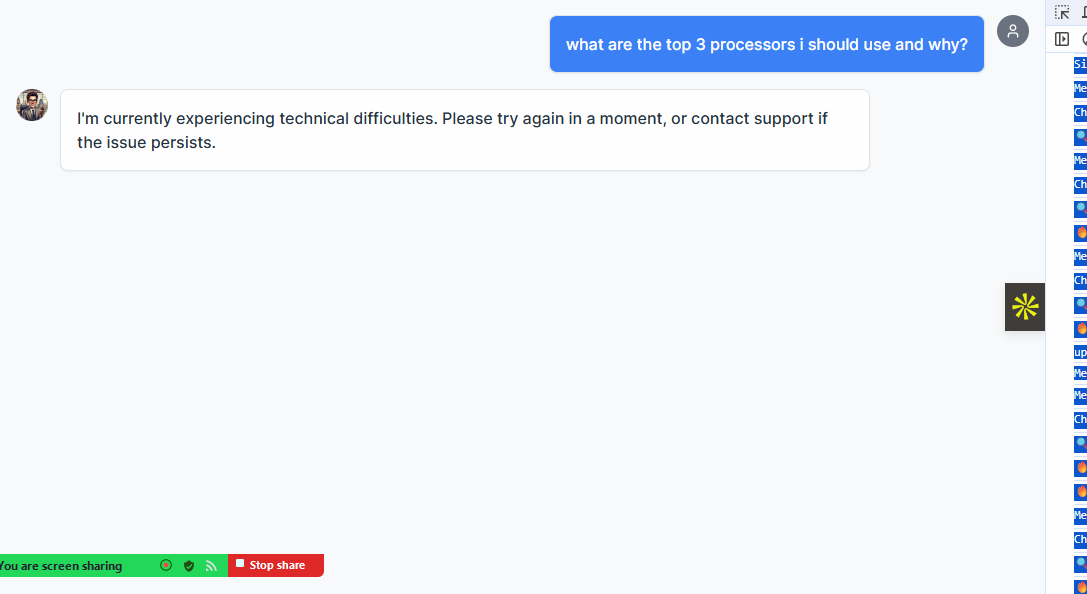 what are the top 3 processors i should use and why?
I'm currently experiencing technical difficulties. Please try again in a moment, or contact support if
the issue persists.
Si
Me
Ch
Me
Ch
Me
Ch
up
Me
Me
Ch
Me
Ch
You are screen sharing
Stop share